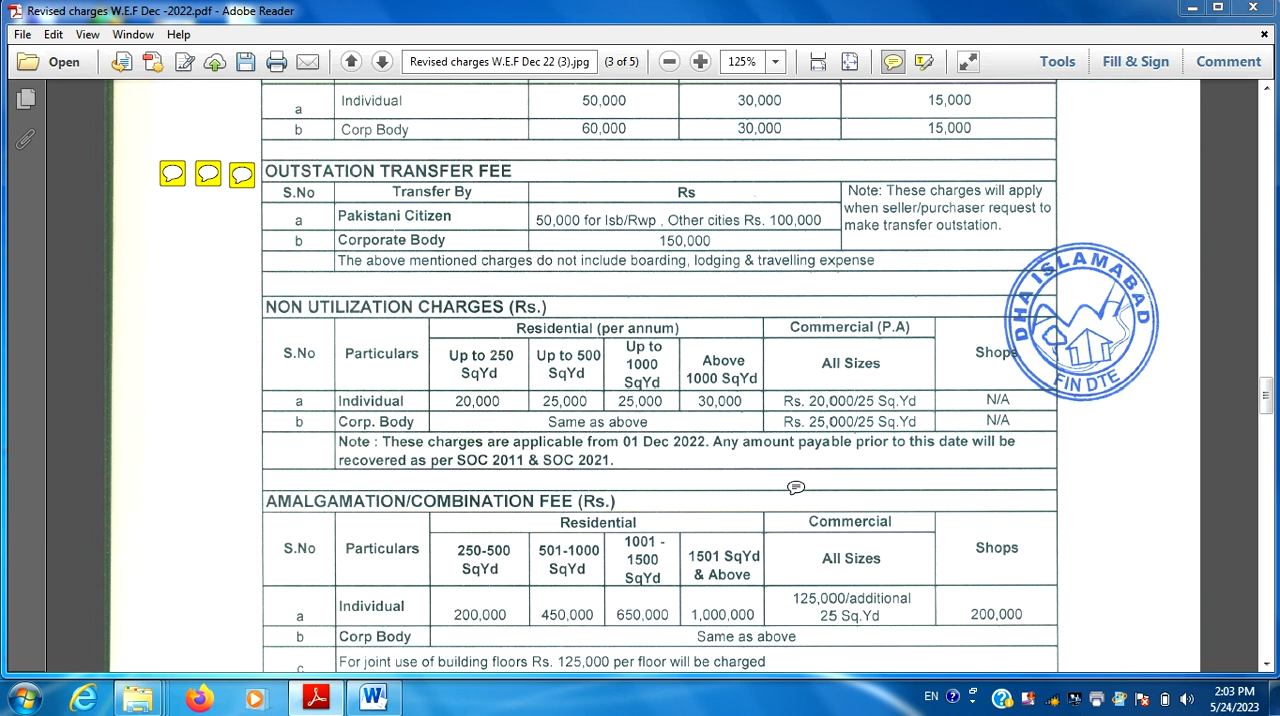 Revised charges W.E.F Dec -2022.pdf - Adobe Reader
File Edit View Window Help
Open Revised charges W.E.F Dec 22 (3).jpg (3 of 5) 125% Tools Fill & Sign Comment
a Individual 50,000 30,000 15,000
b Corp Body 60,000 30,000 15,000
OUTSTATION TRANSFER FEE
S.No Transfer By Rs Note: These charges will apply
a Pakistani Citizen 50,000 for Isb/Rwp , Other cities Rs. 100,000 when seller/purchaser request to
make transfer outstation.
b Corporate Body 150,000
The above mentioned charges do not include boarding, lodging & travelling expense
NON UTILIZATION CHARGES (Rs.)
S.No Particulars Residential (per annum) Commercial (P.A) Shops
Up to 250 SqYd Up to 500 SqYd Up to 1000 SqYd Above 1000 SqYd All Sizes
a Individual 20,000 25,000 25,000 30,000 Rs. 20,000/25 Sq.Yd N/A
b Corp. Body Same as above Rs. 25,000/25 Sq.Yd N/A
Note : These charges are applicable from 01 Dec 2022. Any amount payable prior to this date will be
recovered as per SOC 2011 & SOC 2021.
AMALGAMATION/COMBINATION FEE (Rs.)
S.No Particulars Residential Commercial Shops
250-500 SqYd 501-1000 SqYd 1001 - 1500 SqYd 1501 SqYd & Above All Sizes
a Individual 200,000 450,000 650,000 1,000,000 125,000/additional 25 Sq.Yd 200,000
b Corp Body Same as above
c For joint use of building floors Rs. 125,000 per floor will be charged
DHA ISLAMABAD
FIN DTE
EN 2:03 PM
5/24/2023